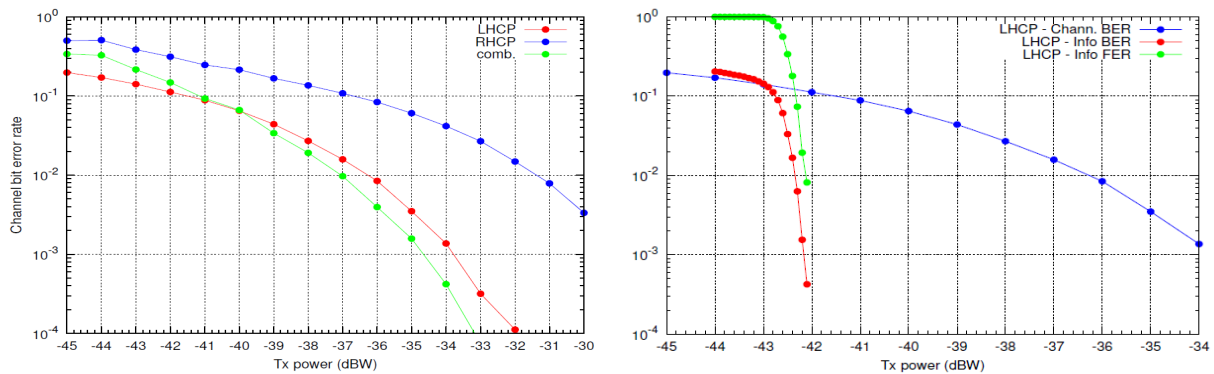 LHCP
RHCP
comb.
Channel bit error rate
10^0
10^-1
10^-2
10^-3
10^-4
-45 -44 -43 -42 -41 -40 -39 -38 -37 -36 -35 -34 -33 -32 -31 -30
Tx power (dBW)
LHCP - Chann. BER
LHCP - Info BER
LHCP - Info FER
10^0
10^-1
10^-2
10^-3
10^-4
-45 -44 -43 -42 -41 -40 -39 -38 -37 -36 -35 -34
Tx power (dBW)